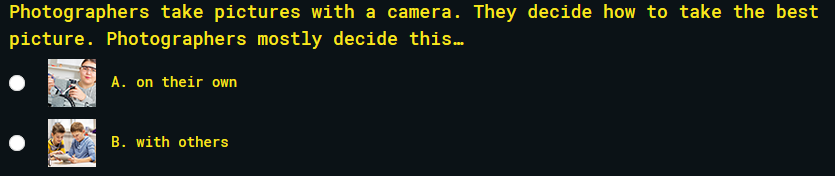 Photographers take pictures with a camera. They decide how to take the best
picture. Photographers mostly decide this…
A. on their own
B. with others